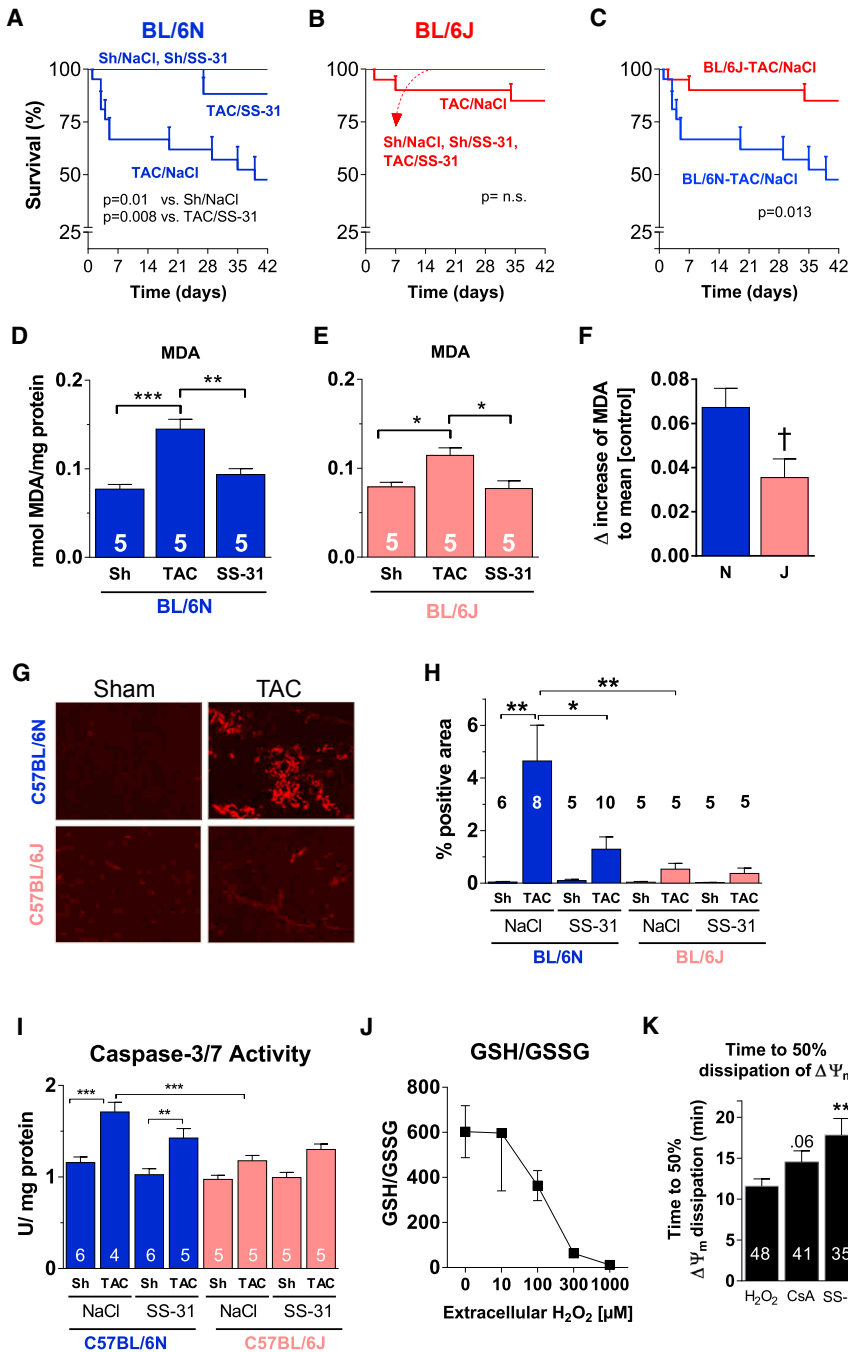 A
BL/6N
Sh/NaCl, Sh/SS-31
TAC/SS-31
TAC/NaCl
p=0.01 vs. Sh/NaCl
p=0.008 vs. TAC/SS-31
Survival (%)
100
75
50
25
0 7 14 21 28 35 42
Time (days)
B
BL/6J
TAC/NaCl
Sh/NaCl, Sh/SS-31,
TAC/SS-31
p= n.s.
100
75
50
25
0 7 14 21 28 35 42
Time (days)
C
BL/6J-TAC/NaCl
BL/6N-TAC/NaCl
p=0.013
100
75
50
25
0 7 14 21 28 35 42
Time (days)
D
MDA
nmol MDA/mg protein
0.2
0.1
0.0
*** **
5 5 5
Sh TAC SS-31
BL/6N
E
MDA
0.2
0.1
0.0
* *
5 5 5
Sh TAC SS-31
BL/6J
F
Δ increase of MDA
to mean [control]
0.08
0.06
0.04
0.02
0.00
†
N J
G
Sham TAC
C57BL/6N
C57BL/6J
H
% positive area
6
4
2
0
**
** *
6 8 5 10 5 5 5 5
Sh TAC Sh TAC Sh TAC Sh TAC
NaCl SS-31 NaCl SS-31
BL/6N BL/6J
I
Caspase-3/7 Activity
U/ mg protein
2
1
0
*** ***
**
6 4 6 5 5 5 5 5
Sh TAC Sh TAC Sh TAC Sh TAC
NaCl SS-31 NaCl SS-31
C57BL/6N C57BL/6J
J
GSH/GSSG
GSH/GSSG
800
600
400
200
0
0 10 100 300 1000
Extracellular H₂O₂ [µM]
K
Time to 50%
dissipation of ΔΨm
Time to 50%
ΔΨm dissipation (min)
20
15
10
5
0
.06 **
48 41 35
H₂O₂ CsA SS-